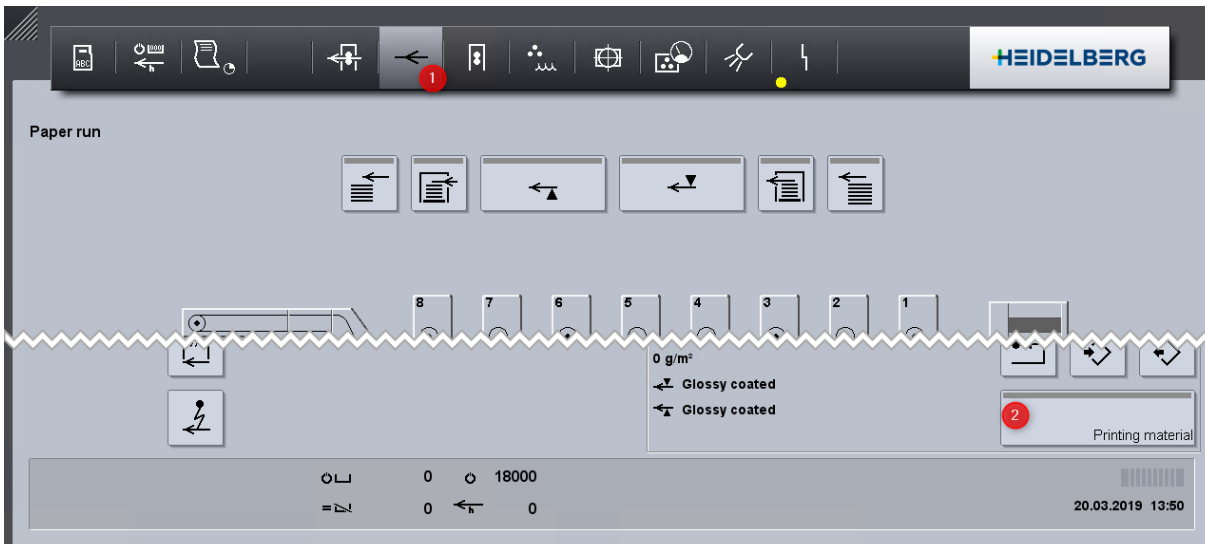 ABC
1
HEIDELBERG
Paper run
8 7 6 5 4 3 2 1
0 g/m²
Glossy coated
Glossy coated
2
Printing material
0 18000
0 h 0
20.03.2019 13:50